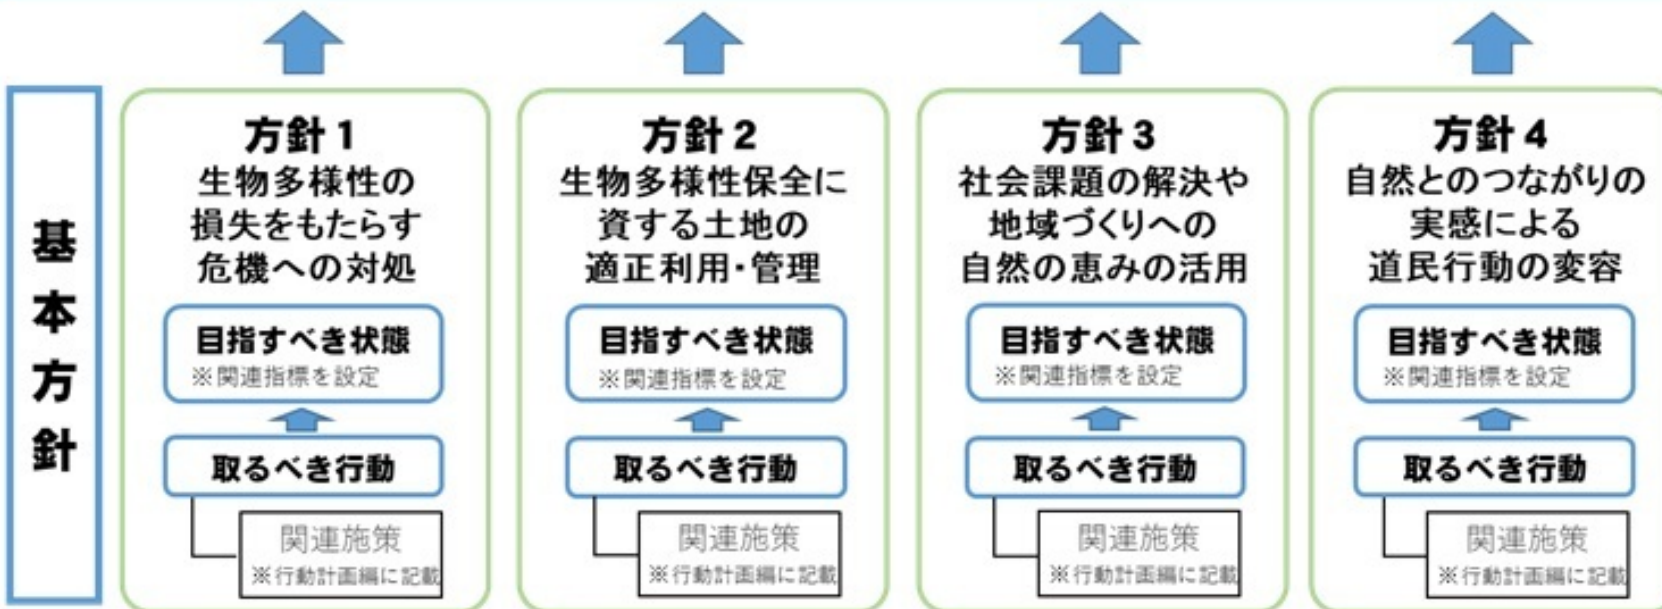 基本方針
方針1
生物多様性の
損失をもたらす
危機への対処
目指すべき状態
※関連指標を設定
取るべき行動
関連施策
※行動計画編に記載
方針2
生物多様性保全に
資する土地の
適正利用・管理
目指すべき状態
※関連指標を設定
取るべき行動
関連施策
※行動計画編に記載
方針3
社会課題の解決や
地域づくりへの
自然の恵みの活用
目指すべき状態
※関連指標を設定
取るべき行動
関連施策
※行動計画編に記載
方針4
自然とのつながりの
実感による
道民行動の変容
目指すべき状態
※関連指標を設定
取るべき行動
関連施策
※行動計画編に記載